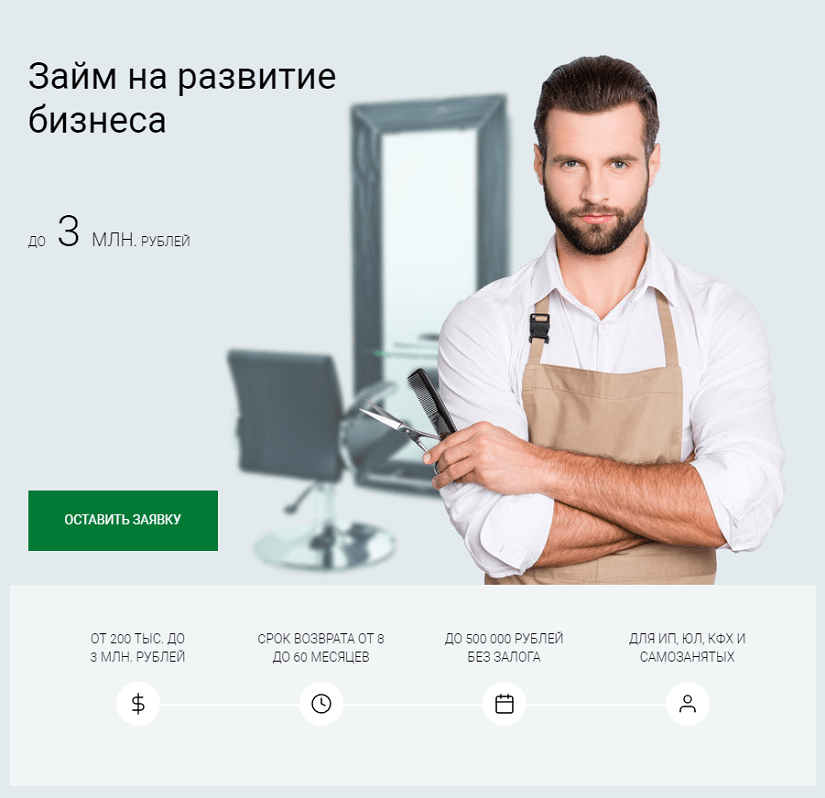 Займ на развитие
бизнеса
до 3 МЛН. РУБЛЕЙ
ОСТАВИТЬ ЗАЯВКУ
ОТ 200 ТЫС. ДО
3 МЛН. РУБЛЕЙ
СРОК ВОЗВРАТА ОТ 8
ДО 60 МЕСЯЦЕВ
ДО 500 000 РУБЛЕЙ
БЕЗ ЗАЛОГА
ДЛЯ ИП, ЮЛ, КФХ И
САМОЗАНЯТЫХ